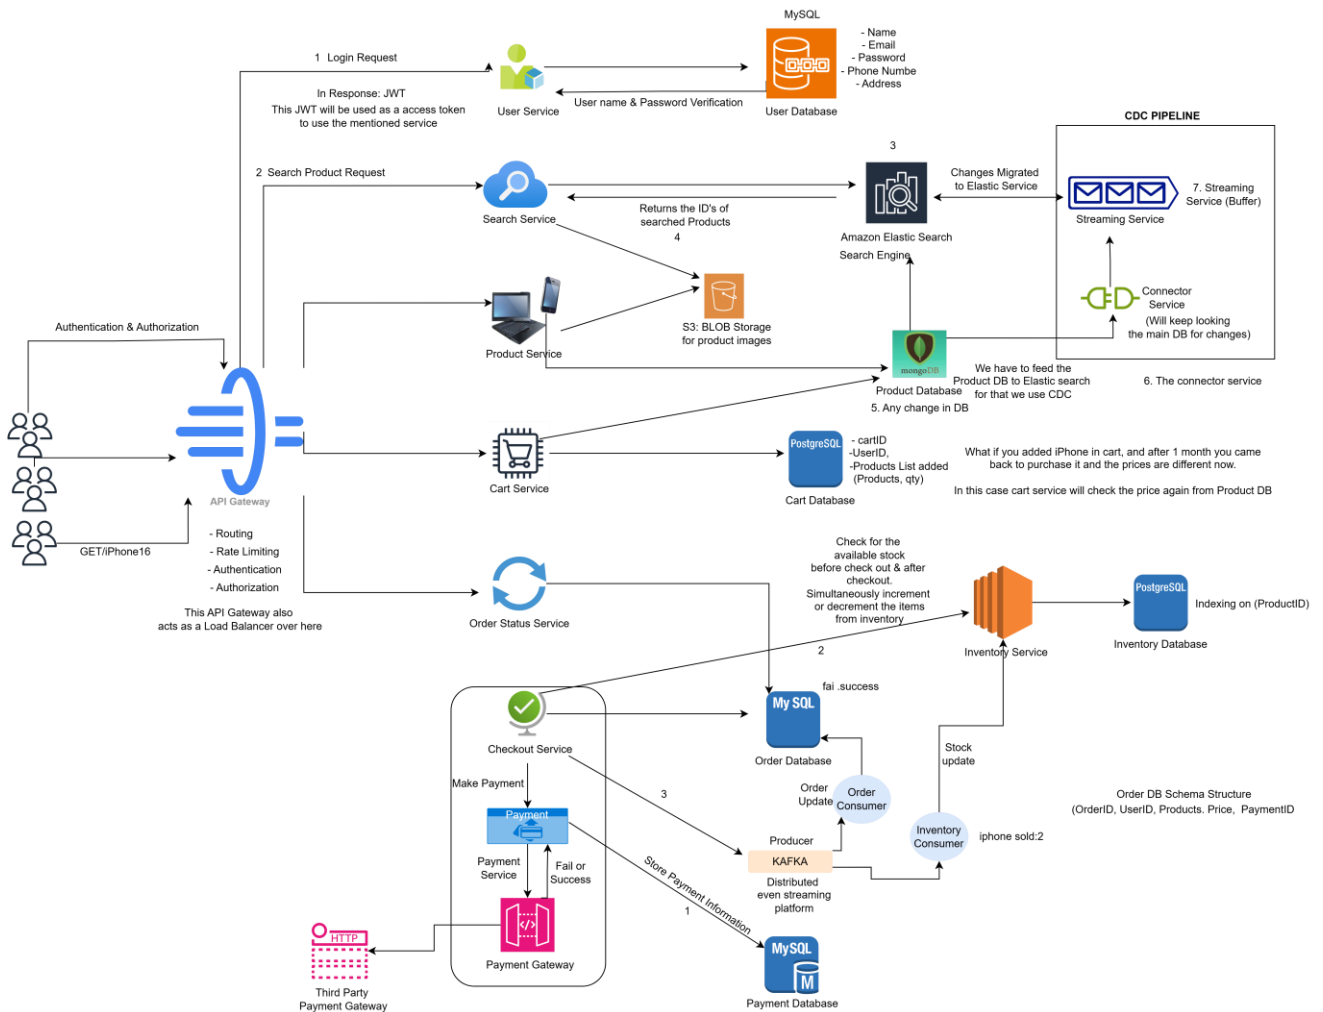 MySQL
- Name
- Email
- Password
- Phone Numbe
- Address
1 Login Request
In Response: JWT
This JWT will be used as a access token
to use the mentioned service
User Service
User name & Password Verification
User Database
CDC PIPELINE
2 Search Product Request
Search Service
3
Returns the ID's of
searched Products
4
Amazon Elastic Search
Search Engine
Changes Migrated
to Elastic Service
Streaming Service
7. Streaming
Service (Buffer)
Connector
Service
(Will keep looking
the main DB for changes)
6. The connector service
Product Service
S3: BLOB Storage
for product images
mongoDB
Product Database
5. Any change in DB
We have to feed the
Product DB to Elastic search
for that we use CDC
Authentication & Authorization
GET/iPhone16
API Gateway
- Routing
- Rate Limiting
- Authentication
- Authorization
This API Gateway also
acts as a Load Balancer over here
Cart Service
PostgreSQL
Cart Database
- cartID
-UserID,
-Products List added
(Products, qty)
What if you added iPhone in cart, and after 1 month you came
back to purchase it and the prices are different now.
In this case cart service will check the price again from Product DB
Order Status Service
Check for the
available stock
before check out & after
checkout.
Simultaneously increment
or decrement the items
from inventory
2
Inventory Service
PostgreSQL
Inventory Database
Indexing on (ProductID)
Checkout Service
fai .success
My SQL
Order Database
Make Payment
Payment
Payment
Service
Fail or
Success
Payment Gateway
HTTP
Third Party
Payment Gateway
3
Store Payment Information
1
MySQL
M
Payment Database
Order
Update
Order
Consumer
Producer
KAFKA
Distributed
even streaming
platform
Stock
update
Inventory
Consumer
iphone sold:2
Order DB Schema Structure
(OrderID, UserID, Products. Price, PaymentID